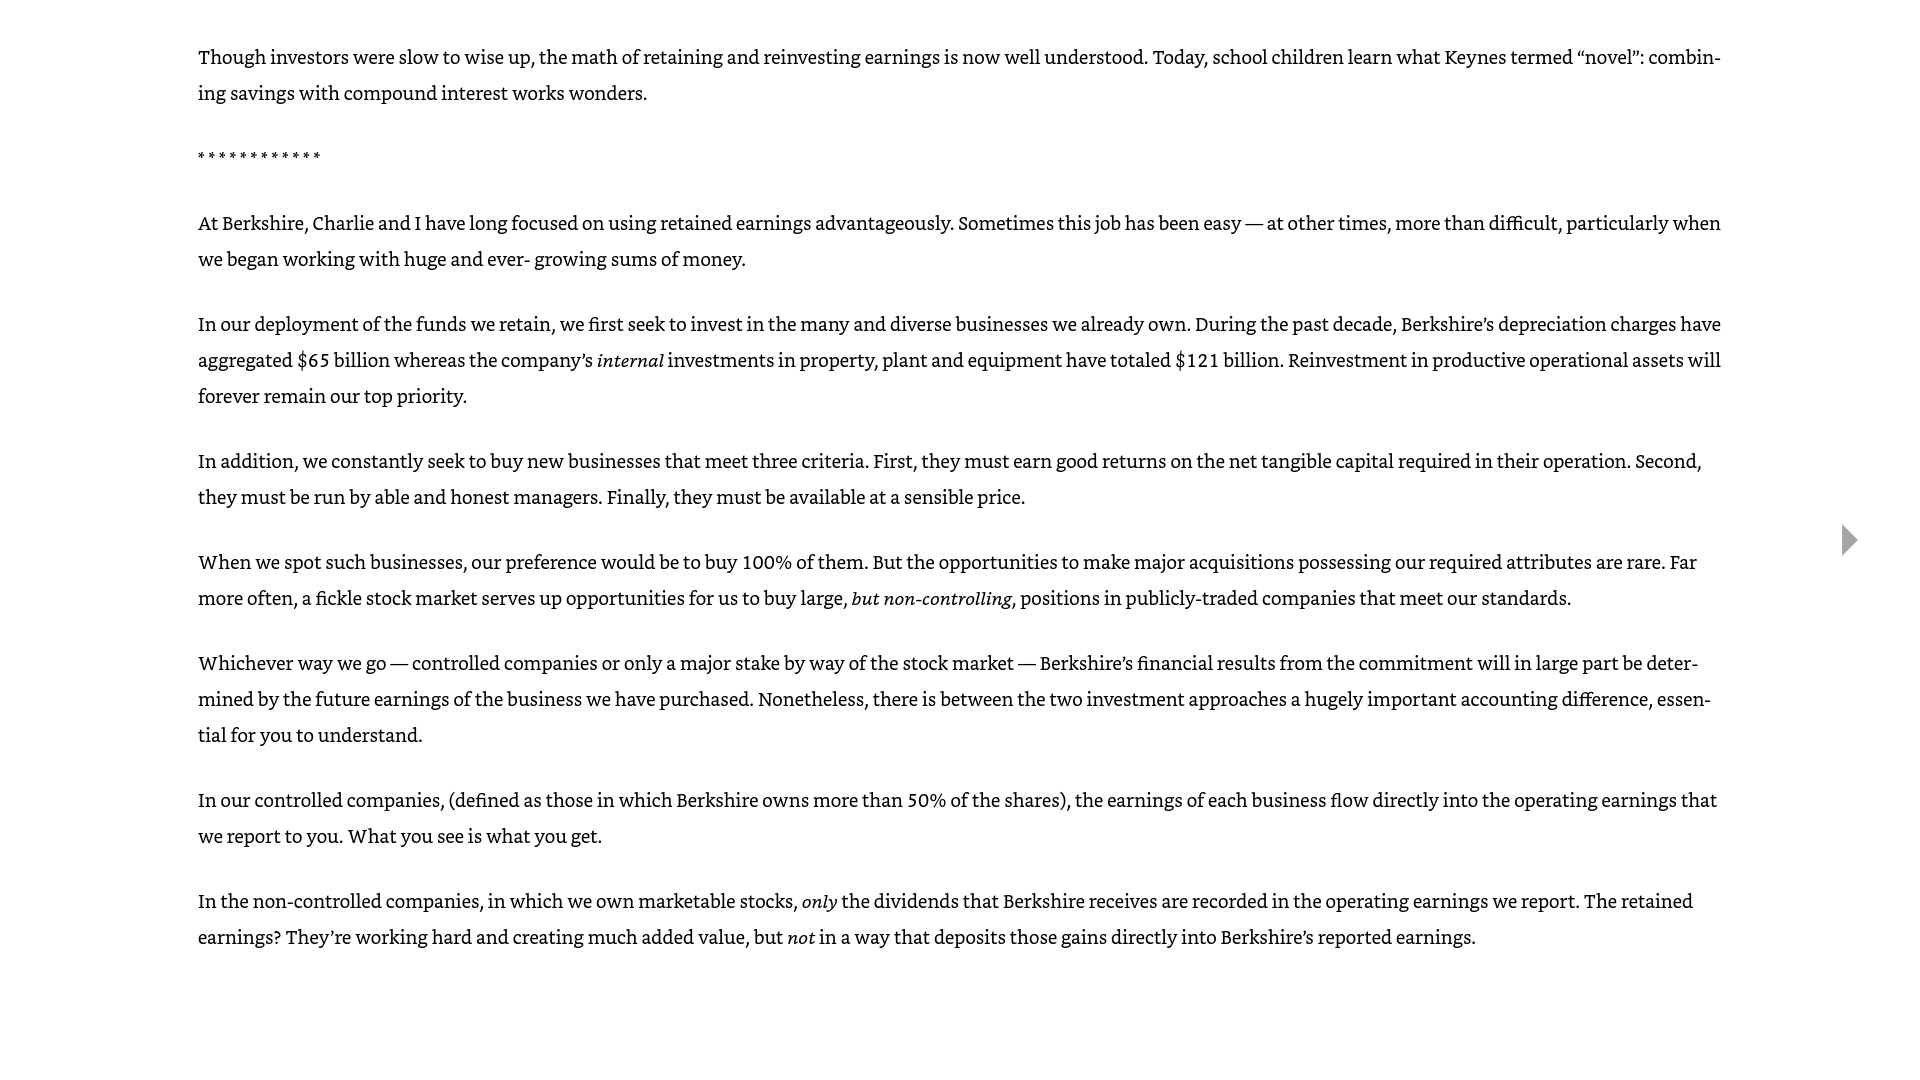 Though investors were slow to wise up, the math of retaining and reinvesting earnings is now well understood. Today, school children learn what Keynes termed “novel”: combin-
ing savings with compound interest works wonders.
* * * * * * * * * * * *
At Berkshire, Charlie and I have long focused on using retained earnings advantageously. Sometimes this job has been easy — at other times, more than difficult, particularly when
we began working with huge and ever- growing sums of money.
In our deployment of the funds we retain, we first seek to invest in the many and diverse businesses we already own. During the past decade, Berkshire’s depreciation charges have
aggregated $65 billion whereas the company’s internal investments in property, plant and equipment have totaled $121 billion. Reinvestment in productive operational assets will
forever remain our top priority.
In addition, we constantly seek to buy new businesses that meet three criteria. First, they must earn good returns on the net tangible capital required in their operation. Second,
they must be run by able and honest managers. Finally, they must be available at a sensible price.
When we spot such businesses, our preference would be to buy 100% of them. But the opportunities to make major acquisitions possessing our required attributes are rare. Far
more often, a fickle stock market serves up opportunities for us to buy large, but non-controlling, positions in publicly-traded companies that meet our standards.
Whichever way we go — controlled companies or only a major stake by way of the stock market — Berkshire’s financial results from the commitment will in large part be deter-
mined by the future earnings of the business we have purchased. Nonetheless, there is between the two investment approaches a hugely important accounting difference, essen-
tial for you to understand.
In our controlled companies, (defined as those in which Berkshire owns more than 50% of the shares), the earnings of each business flow directly into the operating earnings that
we report to you. What you see is what you get.
In the non-controlled companies, in which we own marketable stocks, only the dividends that Berkshire receives are recorded in the operating earnings we report. The retained
earnings? They’re working hard and creating much added value, but not in a way that deposits those gains directly into Berkshire’s reported earnings.